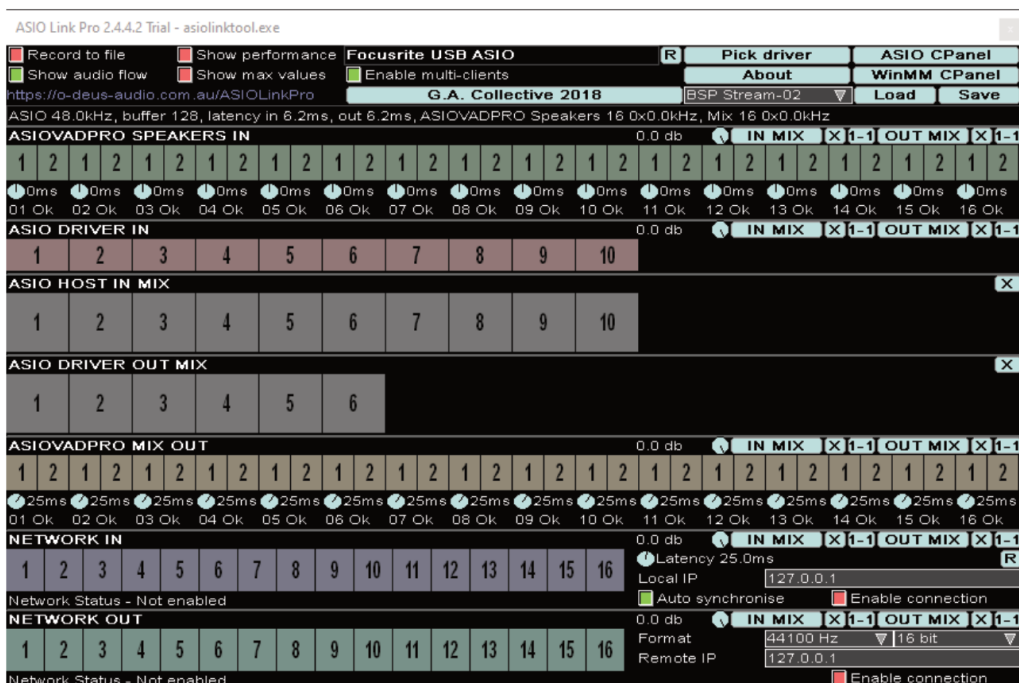 ASIO Link Pro 2.4.4.2 Trial - asiolinktool.exe
Record to file Show performance Focusrite USB ASIO R Pick driver ASIO CPanel
Show audio flow Show max values Enable multi-clients About WinMM CPanel
https://o-deus-audio.com.au/ASIOLinkPro G.A. Collective 2018 BSP Stream-02 Load Save
ASIO 48.0kHz, buffer 128, latency in 6.2ms, out 6.2ms, ASIOVADPRO Speakers 16 0x0.0kHz, Mix 16 0x0.0kHz
ASIOVADPRO SPEAKERS IN 0.0 db IN MIX X 1-1 OUT MIX X 1-1
1 2 1 2 1 2 1 2 1 2 1 2 1 2 1 2 1 2 1 2 1 2 1 2 1 2 1 2 1 2 1 2
0ms 0ms 0ms 0ms 0ms 0ms 0ms 0ms 0ms 0ms 0ms 0ms 0ms 0ms 0ms 0ms
01 Ok 02 Ok 03 Ok 04 Ok 05 Ok 06 Ok 07 Ok 08 Ok 09 Ok 10 Ok 11 Ok 12 Ok 13 Ok 14 Ok 15 Ok 16 Ok
ASIO DRIVER IN 0.0 db IN MIX X 1-1 OUT MIX X 1-1
1 2 3 4 5 6 7 8 9 10
ASIO HOST IN MIX X
1 2 3 4 5 6 7 8 9 10
ASIO DRIVER OUT MIX X
1 2 3 4 5 6
ASIOVADPRO MIX OUT 0.0 db IN MIX X 1-1 OUT MIX X 1-1
1 2 1 2 1 2 1 2 1 2 1 2 1 2 1 2 1 2 1 2 1 2 1 2 1 2 1 2 1 2 1 2
25ms 25ms 25ms 25ms 25ms 25ms 25ms 25ms 25ms 25ms 25ms 25ms 25ms 25ms 25ms 25ms
01 Ok 02 Ok 03 Ok 04 Ok 05 Ok 06 Ok 07 Ok 08 Ok 09 Ok 10 Ok 11 Ok 12 Ok 13 Ok 14 Ok 15 Ok 16 Ok
NETWORK IN 0.0 db IN MIX X 1-1 OUT MIX X 1-1
Latency 25.0ms R
1 2 3 4 5 6 7 8 9 10 11 12 13 14 15 16 Local IP 127.0.0.1
Network Status - Not enabled Auto synchronise Enable connection
NETWORK OUT 0.0 db IN MIX X 1-1 OUT MIX X 1-1
Format 44100 Hz 16 bit
1 2 3 4 5 6 7 8 9 10 11 12 13 14 15 16 Remote IP 127.0.0.1
Network Status - Not enabled Enable connection